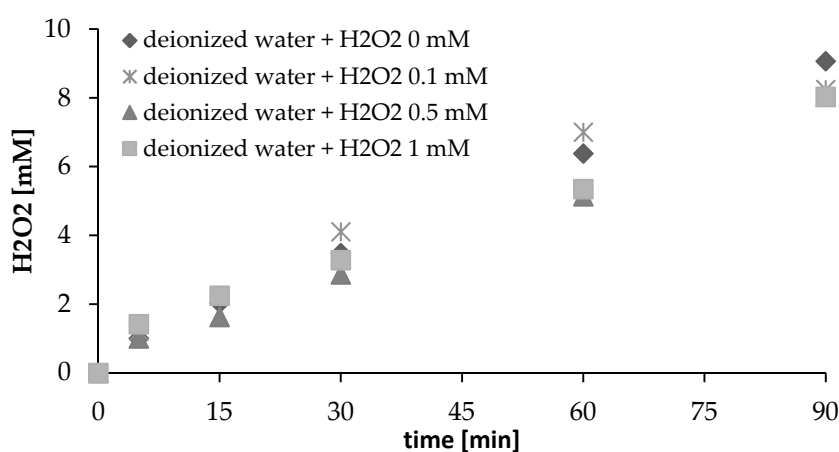 10
8
6
4
2
0
H2O2 [mM]
deionized water + H2O2 0 mM
deionized water + H2O2 0.1 mM
deionized water + H2O2 0.5 mM
deionized water + H2O2 1 mM
0 15 30 45 60 75 90
time [min]